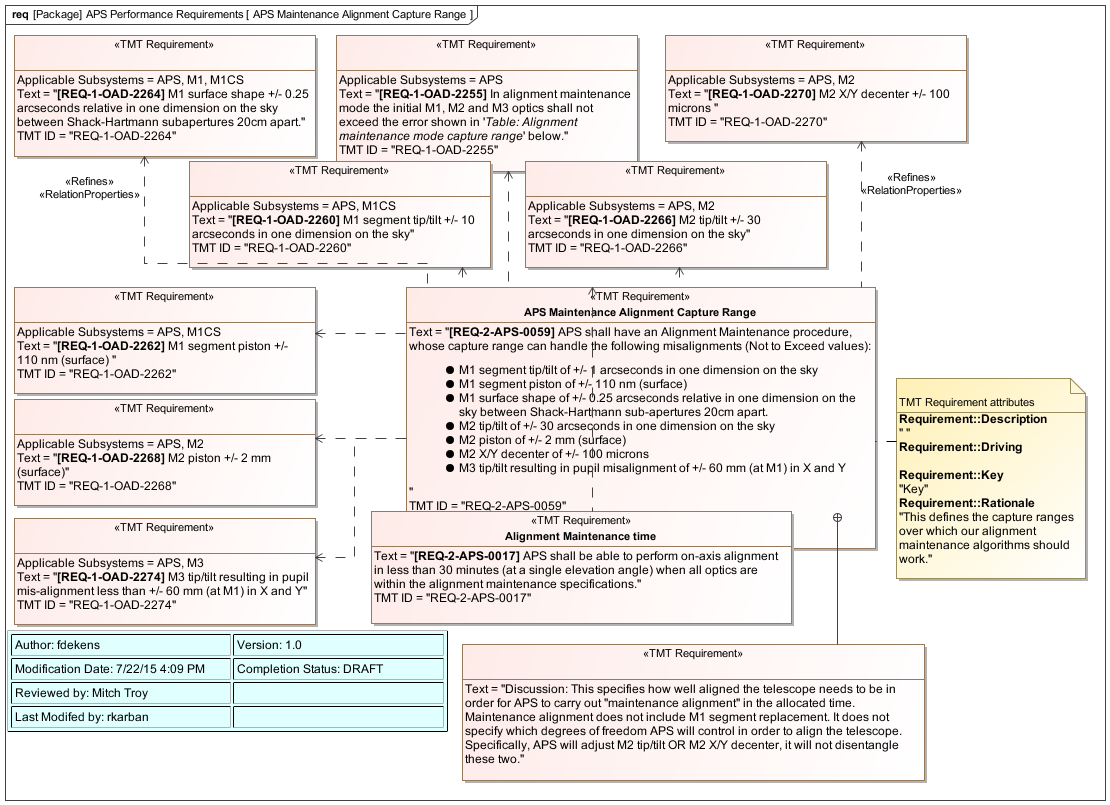 req [Package] APS Performance Requirements [ APS Maintenance Alignment Capture Range ]
«TMT Requirement»
Applicable Subsystems = APS, M1, M1CS
Text = "[REQ-1-OAD-2264) M1 surface shape +/- 0.25
arcseconds relative in one dimension on the sky
between Shack-Hartmann subapertures 20cm apart."
TMT ID = "REQ-1-OAD-2264"
«TMT Requirement»
Applicable Subsystems = APS
Text = "[REQ-1-OAD-2255] In alignment maintenance
mode the initial M1, M2 and M3 optics shall not
exceed the error shown in 'Table: Alignment
maintenance mode capture range' below."
TMT ID = "REQ-1-OAD-2255"
«TMT Requirement»
Applicable Subsystems = APS, M2
Text = "[REQ-1-OAD-2270] M2 X/Y decenter +/- 100
microns "
TMT ID = "REQ-1-OAD-2270"
«Refines»
«RelationProperties»
«TMT Requirement»
Applicable Subsystems = APS, M1CS
Text = "[REQ-1-OAD-2260] M1 segment tip/tilt +/- 10
arcseconds in one dimension on the sky"
TMT ID = "REQ-1-OAD-2260"
«TMT Requirement»
Applicable Subsystems = APS, M2
Text = "[REQ-1-OAD-2266] M2 tip/tilt +/- 30
arcseconds in one dimension on the sky"
TMT ID = "REQ-1-OAD-2266"
«Refines»
«RelationProperties»
«TMT Requirement»
Applicable Subsystems = APS, M1CS
Text = "[REQ-1-OAD-2262] M1 segment piston +/-
110 nm (surface) "
TMT ID = "REQ-1-OAD-2262"
«TMT Requirement»
APS Maintenance Alignment Capture Range
Text = "[REQ-2-APS-0059] APS shall have an Alignment Maintenance procedure,
whose capture range can handle the following misalignments (Not to Exceed values):
● M1 segment tip/tilt of +/- 1 arcseconds in one dimension on the sky
● M1 segment piston of +/- 110 nm (surface)
● M1 surface shape of +/- 0.25 arcseconds relative in one dimension on the
sky between Shack-Hartmann sub-apertures 20cm apart.
● M2 tip/tilt of +/- 30 arcseconds in one dimension on the sky
● M2 piston of +/- 2 mm (surface)
● M2 X/Y decenter of +/- 100 microns
● M3 tip/tilt resulting in pupil misalignment of +/- 60 mm (at M1) in X and Y
"
TMT ID = "REQ-2-APS-0059"
«TMT Requirement»
Applicable Subsystems = APS, M2
Text = "[REQ-1-OAD-2268] M2 piston +/- 2 mm
(surface)"
TMT ID = "REQ-1-OAD-2268"
TMT Requirement attributes
Requirement::Description
" "
Requirement::Driving
Requirement::Key
"Key"
Requirement::Rationale
"This defines the capture ranges
over which our alignment
maintenance algorithms should
work."
«TMT Requirement»
Applicable Subsystems = APS, M3
Text = "[REQ-1-OAD-2274] M3 tip/tilt resulting in pupil
mis-alignment less than +/- 60 mm (at M1) in X and Y"
TMT ID = "REQ-1-OAD-2274"
«TMT Requirement»
Alignment Maintenance time
Text = "[REQ-2-APS-0017] APS shall be able to perform on-axis alignment
in less than 30 minutes (at a single elevation angle) when all optics are
within the alignment maintenance specifications."
TMT ID = "REQ-2-APS-0017"
Author: fdekens
Version: 1.0
Modification Date: 7/22/15 4:09 PM
Completion Status: DRAFT
Reviewed by: Mitch Troy
Last Modifed by: rkarban
«TMT Requirement»
Text = "Discussion: This specifies how well aligned the telescope needs to be in
order for APS to carry out "maintenance alignment" in the allocated time.
Maintenance alignment does not include M1 segment replacement. It does not
specify which degrees of freedom APS will control in order to align the telescope.
Specifically, APS will adjust M2 tip/tilt OR M2 X/Y decenter, it will not disentangle
these two."